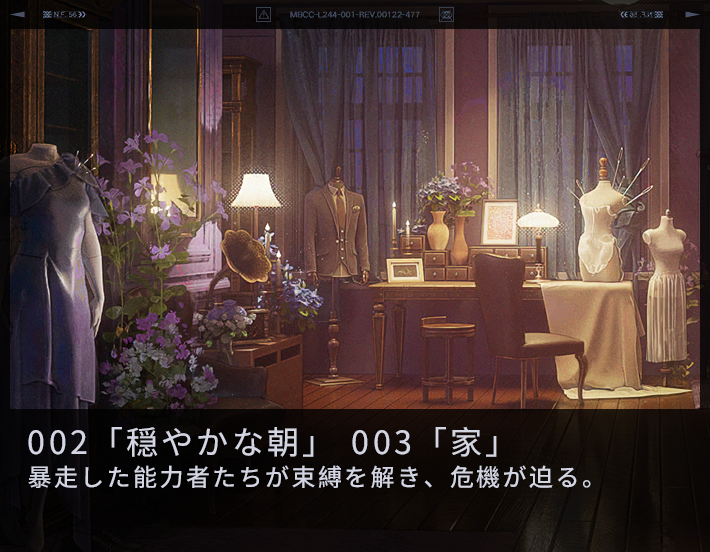 MBCC-L244-001-REV.00122-477
002「穏やかな朝」 003「家」
暴走した能力者たちが束縛を解き、危機が迫る。